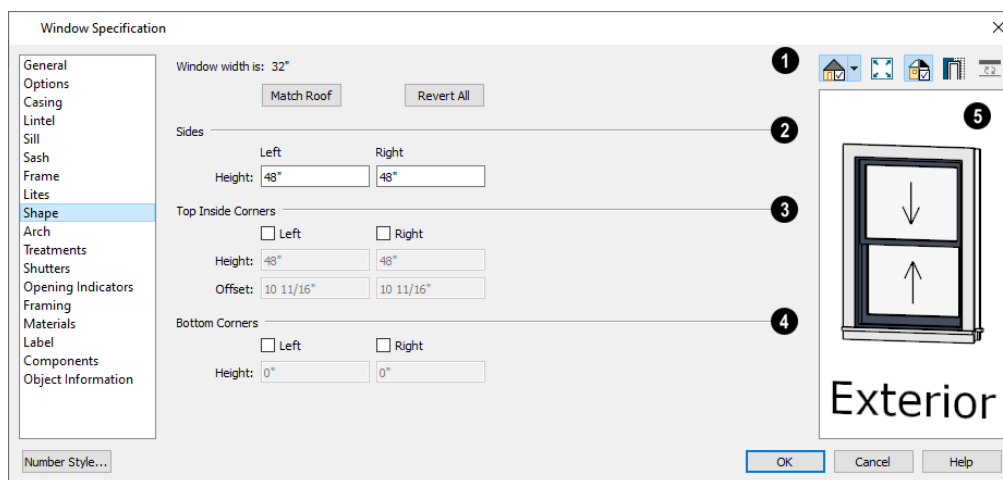 Window Specification
General
Options
Casing
Lintel
Sill
Sash
Frame
Lites
Shape
Arch
Treatments
Shutters
Opening Indicators
Framing
Materials
Label
Components
Object Information
Number Style...
Window width is: 32"
Match Roof Revert All
1
Sides 2
Left Right
Height: 48" 48"
Top Inside Corners 3
Left Right
Height: 48" 48"
Offset: 10 11/16" 10 11/16"
Bottom Corners 4
Left Right
Height: 0" 0"
5
Exterior
OK Cancel Help